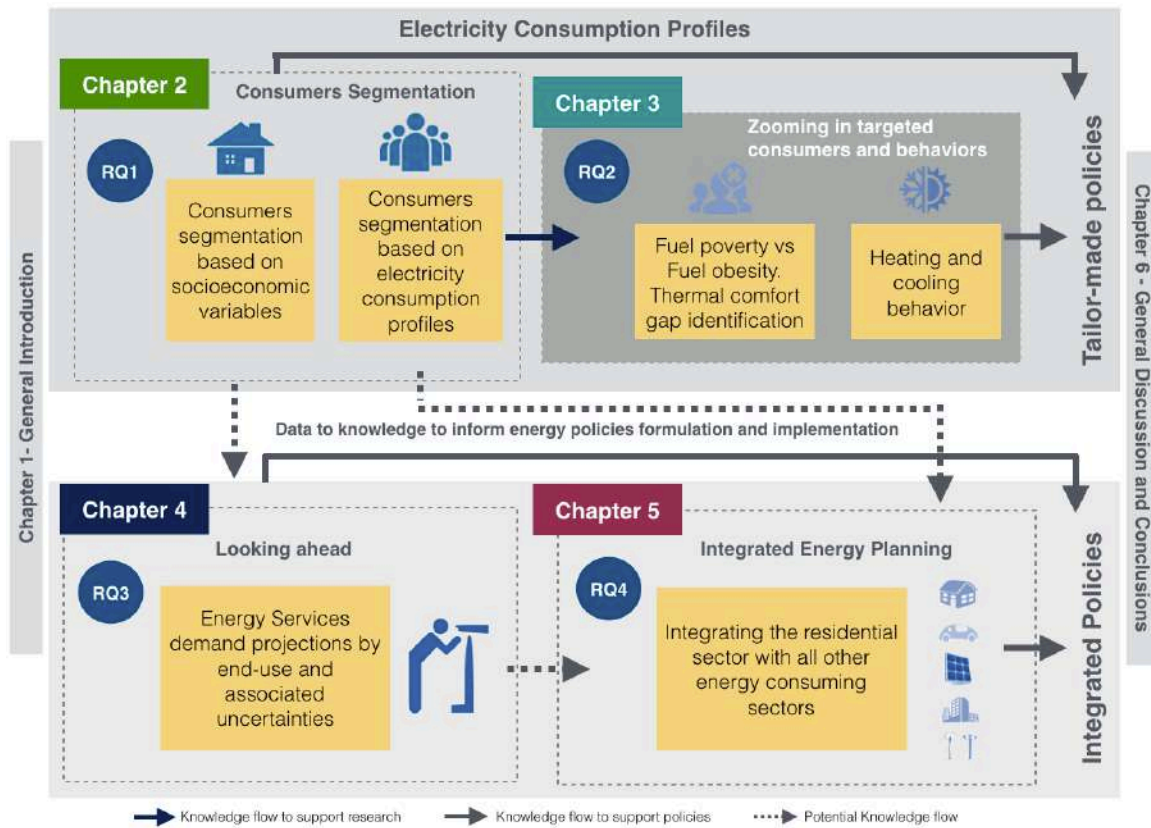 Electricity Consumption Profiles
Chapter 1- General Introduction
Chapter 2
Consumers Segmentation
RQ1
Consumers
segmentation
based on
socioeconomic
variables
Consumers
segmentation
based on
electricity
consumption
profiles
Chapter 3
Zooming in targeted
consumers and behaviors
RQ2
Fuel poverty vs
Fuel obesity.
Thermal comfort
gap identification
Heating and
cooling
behavior
Tailor-made policies
Chapter 6 - General Discussion and Conclusions
Data to knowledge to inform energy policies formulation and implementation
Chapter 4
Looking ahead
RQ3
Energy Services
demand projections by
end-use and
associated
uncertainties
Chapter 5
Integrated Energy Planning
RQ4
Integrating the residential
sector with all other
energy consuming
sectors
Integrated Policies
Knowledge flow to support research
Knowledge flow to support policies
Potential Knowledge flow